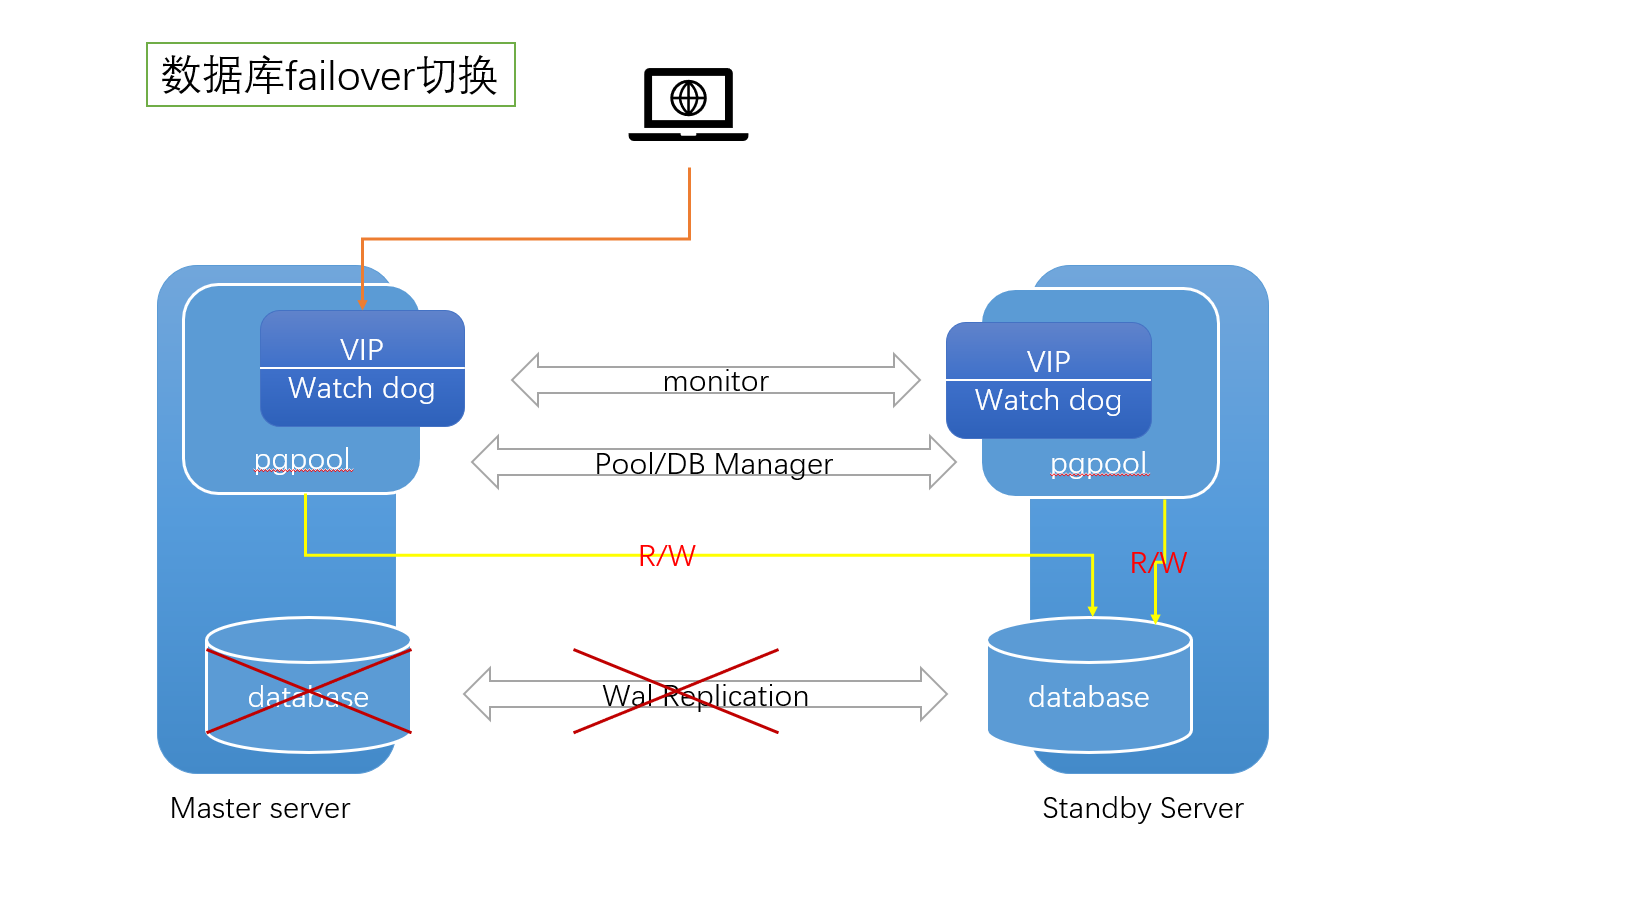 数据库failover切换
VIP
Watch dog
pgpool
monitor
VIP
Watch dog
pgpool
Pool/DB Manager
R/W
R/W
database
Wal Replication
database
Master server
Standby Server